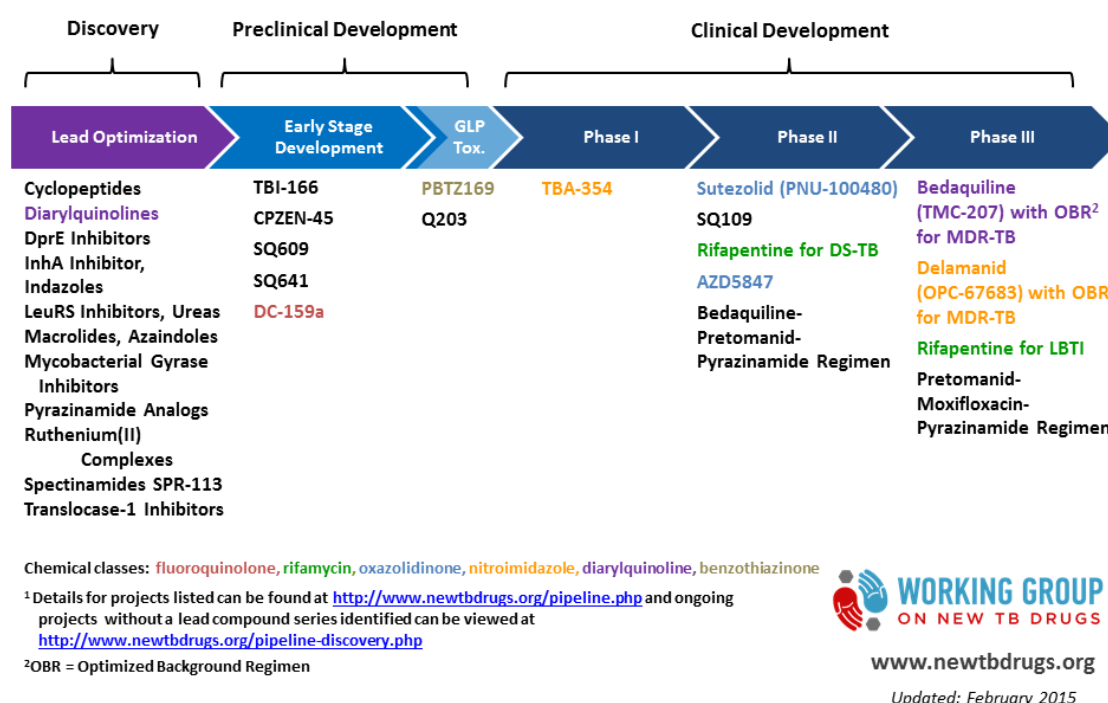 Discovery
Preclinical Development
Clinical Development
Lead Optimization
Early Stage
Development
GLP
Tox.
Phase I
Phase II
Phase III
Cyclopeptides
Diarylquinolines
DprE Inhibitors
InhA Inhibitor,
Indazoles
LeuRS Inhibitors, Ureas
Macrolides, Azaindoles
Mycobacterial Gyrase
Inhibitors
Pyrazinamide Analogs
Ruthenium(II)
Complexes
Spectinamides SPR-113
Translocase-1 Inhibitors
TBI-166
CPZEN-45
SQ609
SQ641
DC-159a
PBTZ169
Q203
TBA-354
Sutezolid (PNU-100480)
SQ109
Rifapentine for DS-TB
AZD5847
Bedaquiline-
Pretomanid-
Pyrazinamide Regimen
Bedaquiline
(TMC-207) with OBR²
for MDR-TB
Delamanid
(OPC-67683) with OBR
for MDR-TB
Rifapentine for LBTI
Pretomanid-
Moxifloxacin-
Pyrazinamide Regimen
Chemical classes: fluoroquinolone, rifamycin, oxazolidinone, nitroimidazole, diarylquinoline, benzothiazinone
¹ Details for projects listed can be found at http://www.newtbdrugs.org/pipeline.php and ongoing
projects without a lead compound series identified can be viewed at
http://www.newtbdrugs.org/pipeline-discovery.php
²OBR = Optimized Background Regimen
WORKING GROUP
ON NEW TB DRUGS
www.newtbdrugs.org
Updated: February 2015